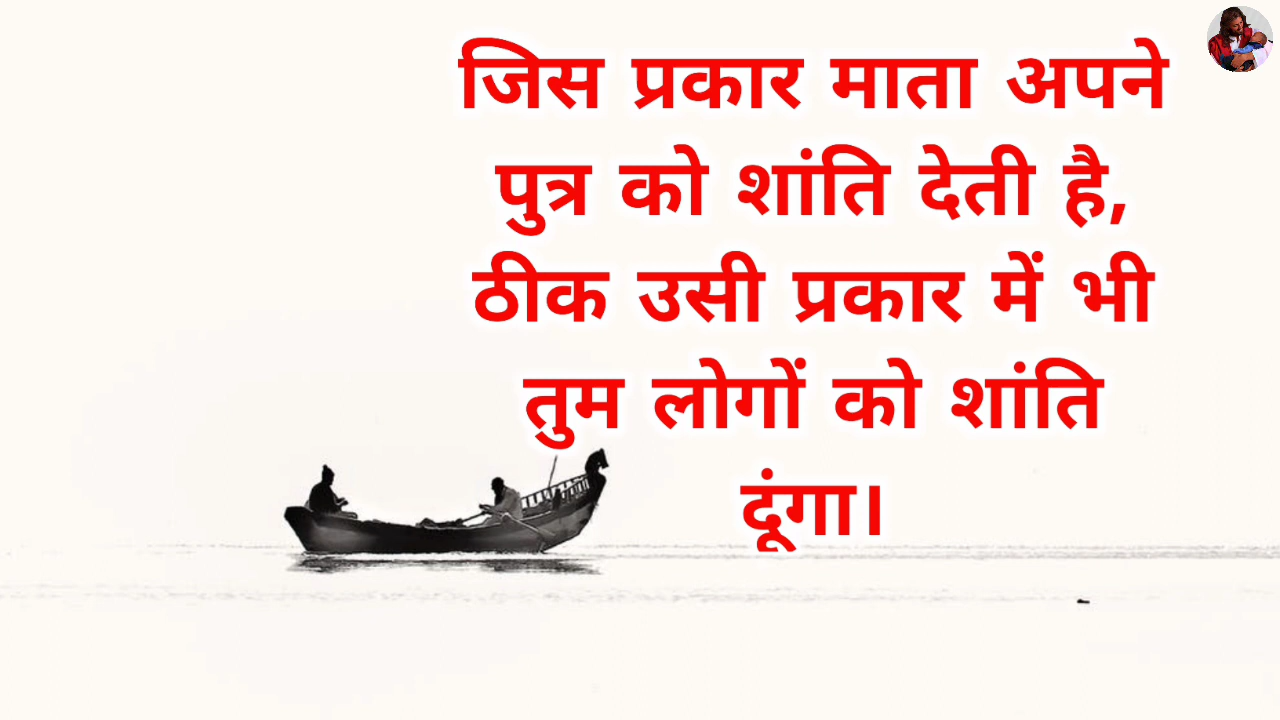 जिस प्रकार माता अपने
पुत्र को शांति देती है,
ठीक उसी प्रकार में भी
तुम लोगों को शांति
दूंगा।